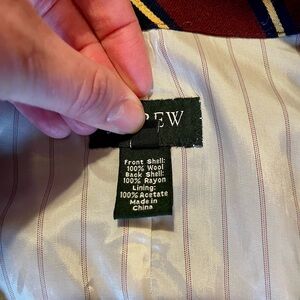 REW
Front Shell:
100% Wool
Back Shell:
100% Rayon
Lining:
100% Acetate
Made in
China